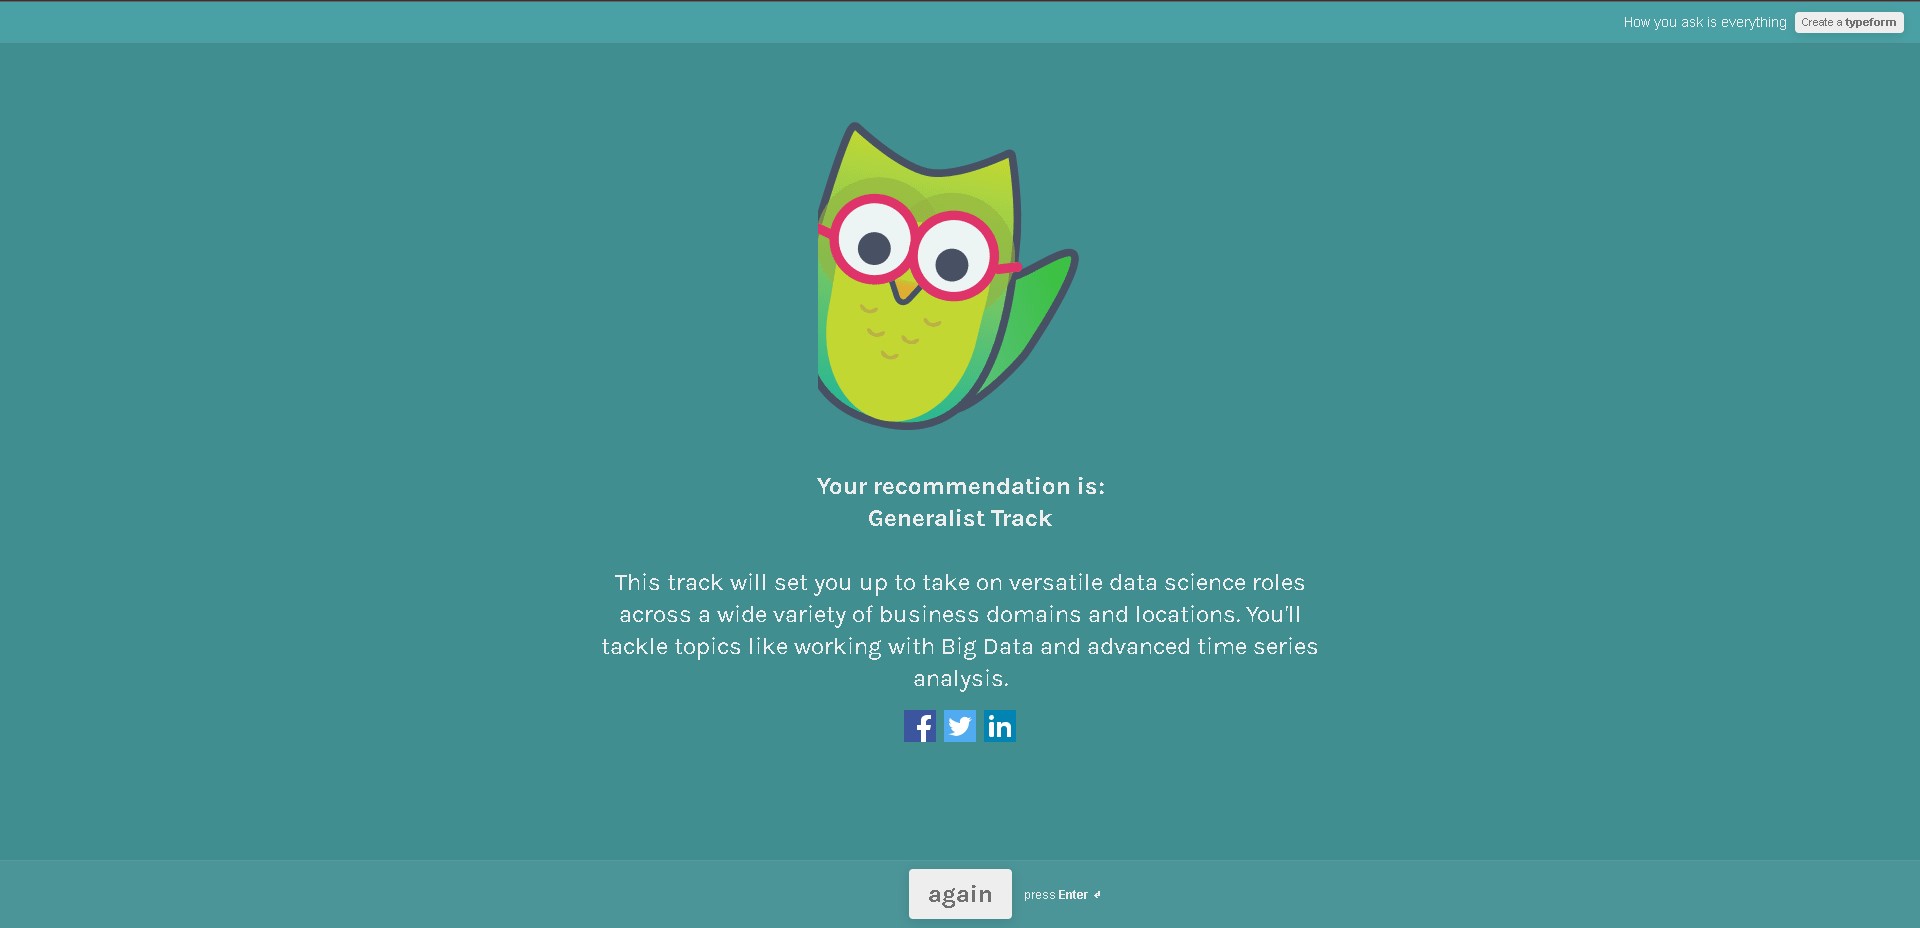 How you ask is everything Create a typeform
Your recommendation is:
Generalist Track
This track will set you up to take on versatile data science roles
across a wide variety of business domains and locations. You'll
tackle topics like working with Big Data and advanced time series
analysis.
f in
again press Enter ↵